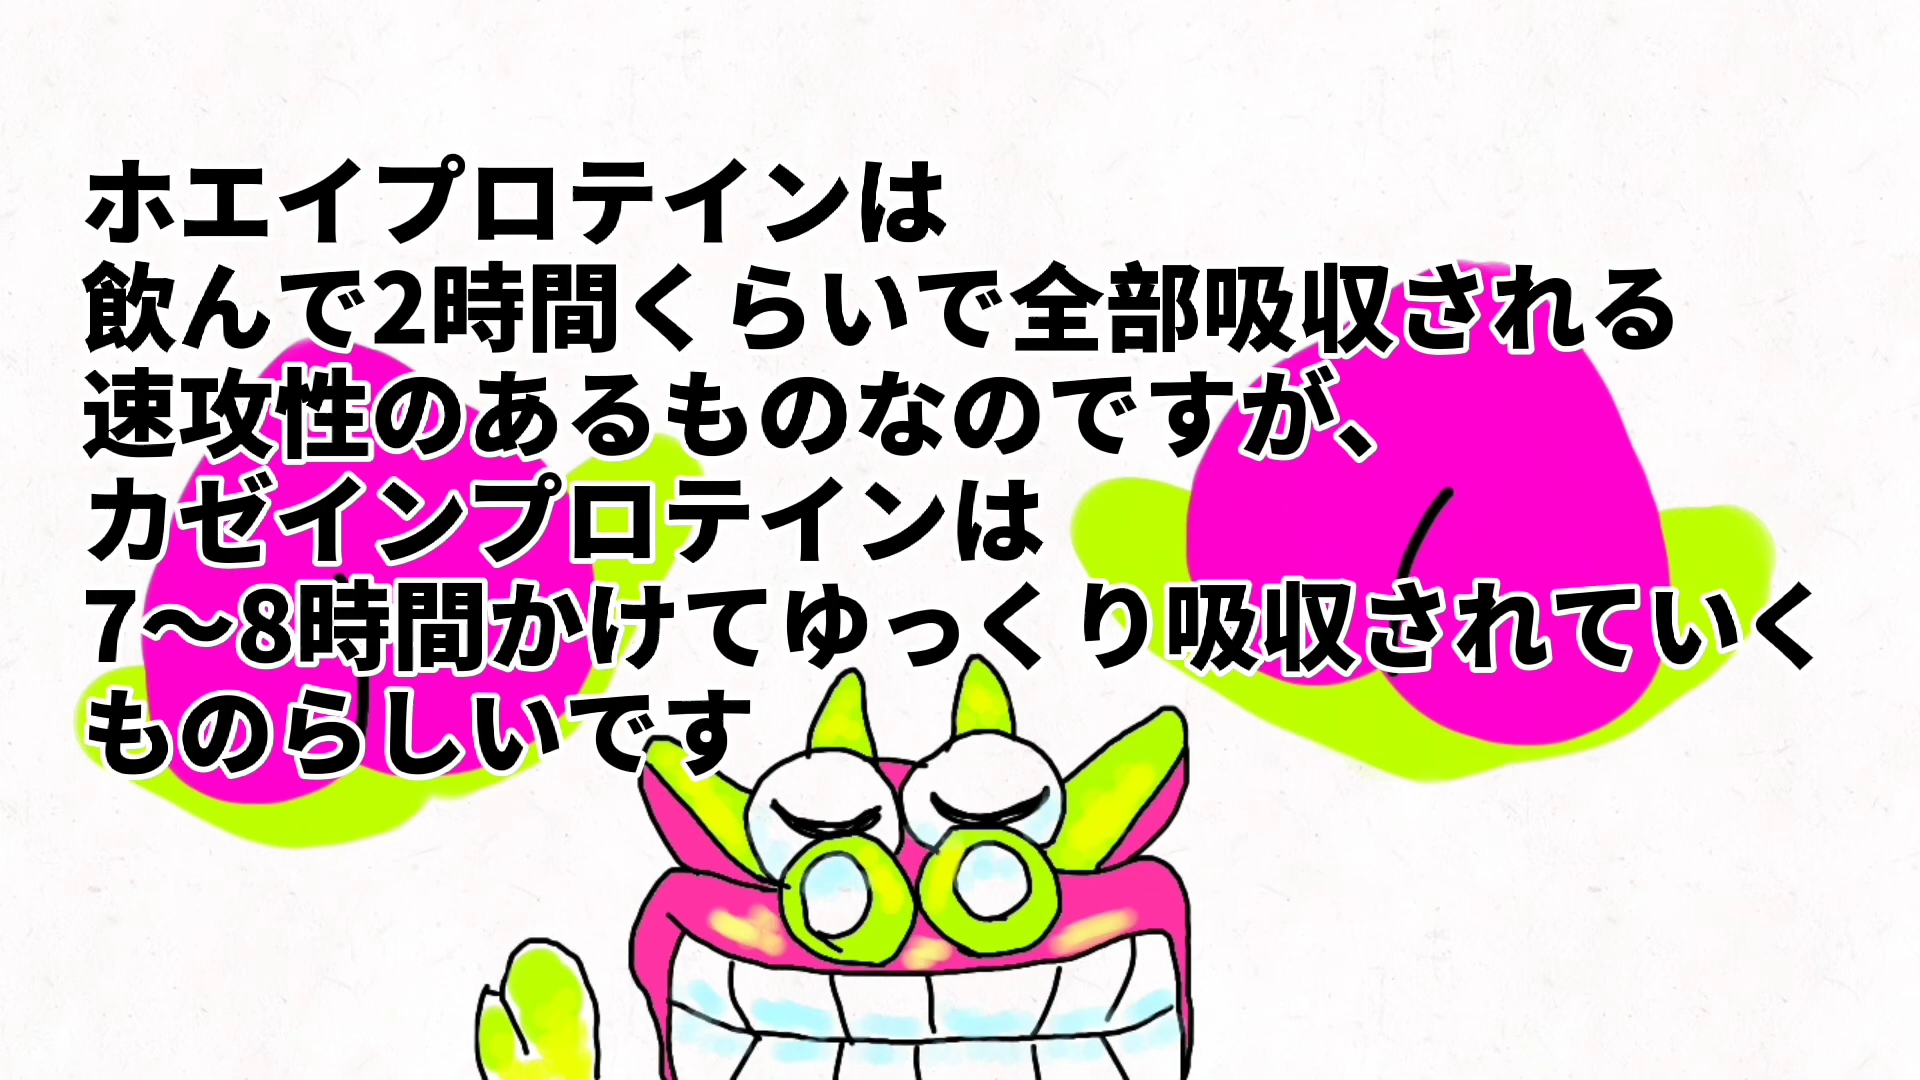 ホエイプロテインは
飲んで2時間くらいで全部吸収される
速攻性のあるものなのですが、
カゼインプロテインは
7〜8時間かけてゆっくり吸収されていく
ものらしいです